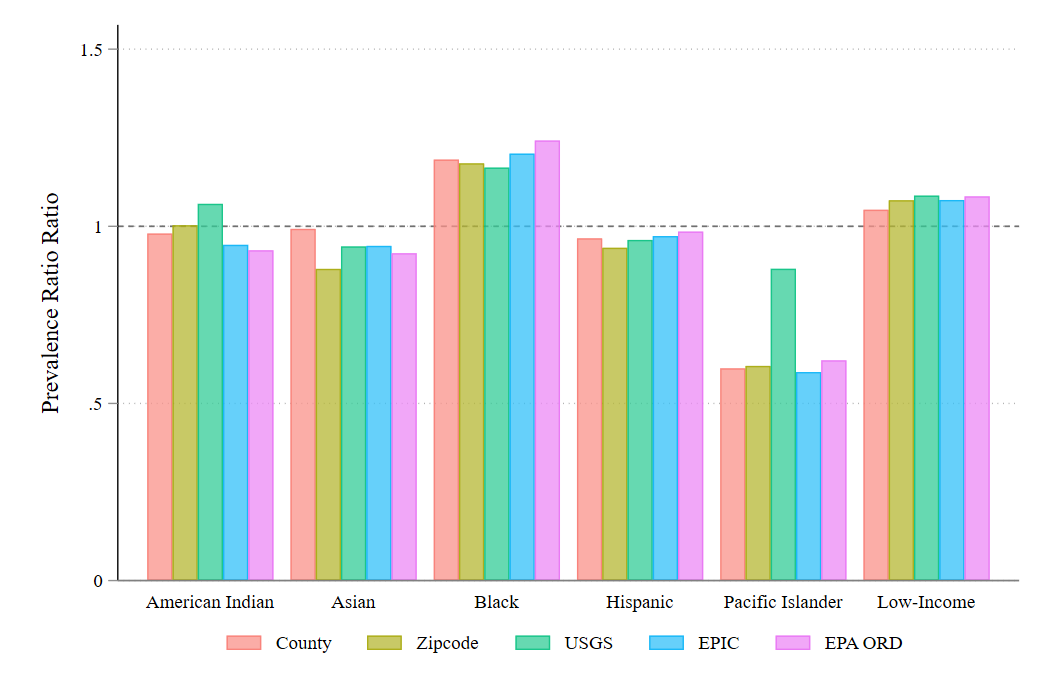 Prevalence Ratio Ratio
1.5
1
.5
0
American Indian
Asian
Black
Hispanic
Pacific Islander
Low-Income
County
Zipcode
USGS
EPIC
EPA ORD